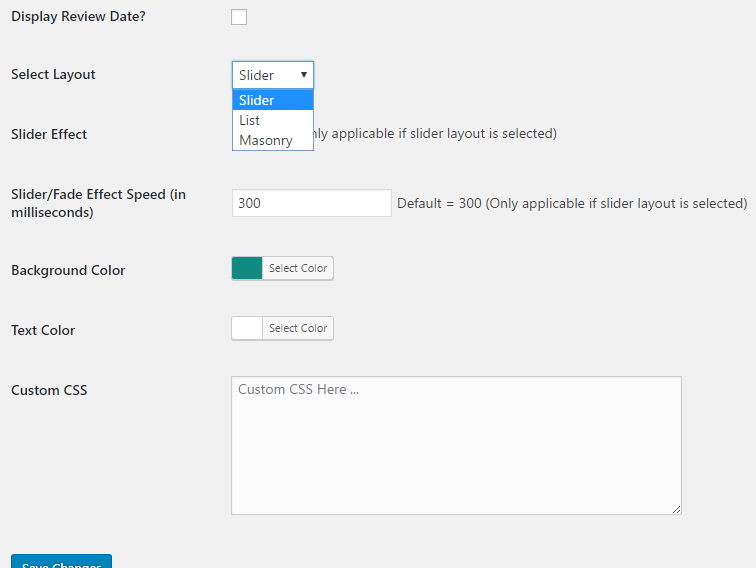 Display Review Date?
Select Layout
Slider
Slider
List
Masonry
Slider Effect
applicable if slider layout is selected)
Slider/Fade Effect Speed (in
milliseconds)
300
Default = 300 (Only applicable if slider layout is selected)
Background Color
Select Color
Text Color
Select Color
Custom CSS
Custom CSS Here ...
Save Changes